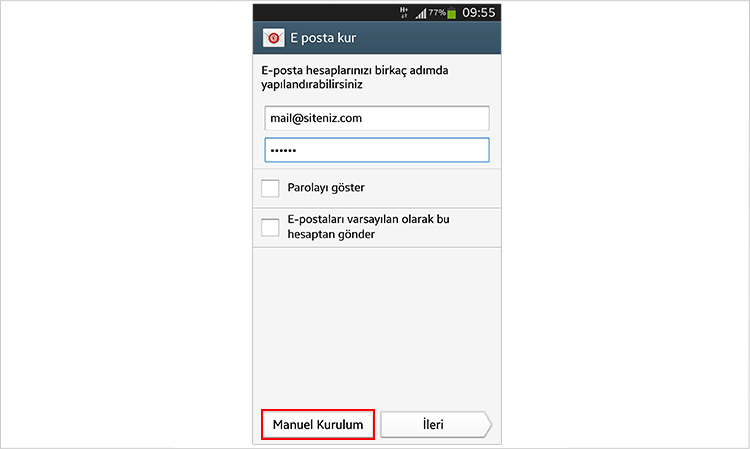 H+ 77% 09:55
E posta kur
E-posta hesaplarınızı birkaç adımda
yapılandırabilirsiniz
mail@siteniz.com
••••••
Parolayı göster
E-postaları varsayılan olarak bu
hesaptan gönder
Manuel Kurulum İleri